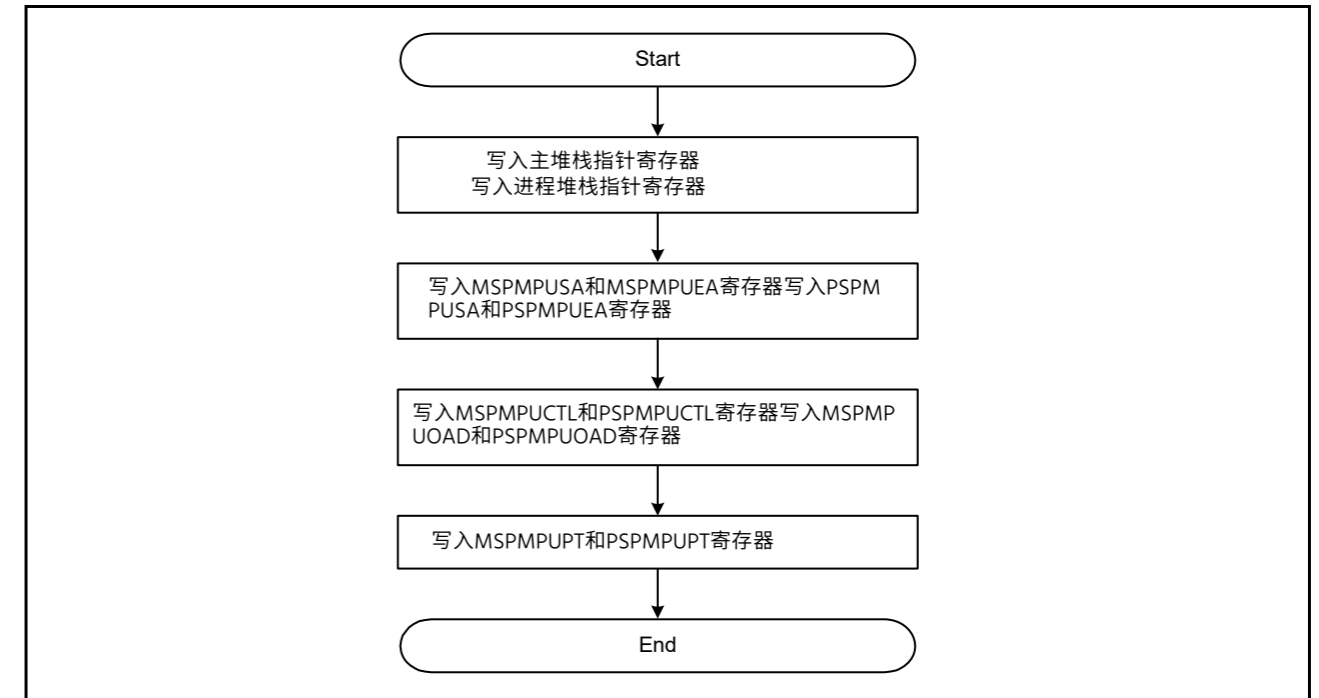 Start
写入主堆栈指针寄存器
写入进程堆栈指针寄存器
写入MSPMPUSA和MSPMPUEA寄存器写入PSPM
PUSA和PSPMPUEA寄存器
写入MSPMPUCTL和PSPMPUCTL寄存器写入MSPMP
UOAD和PSPMPUOAD寄存器
写入MSPMPUPT和PSPMPUPT寄存器
End